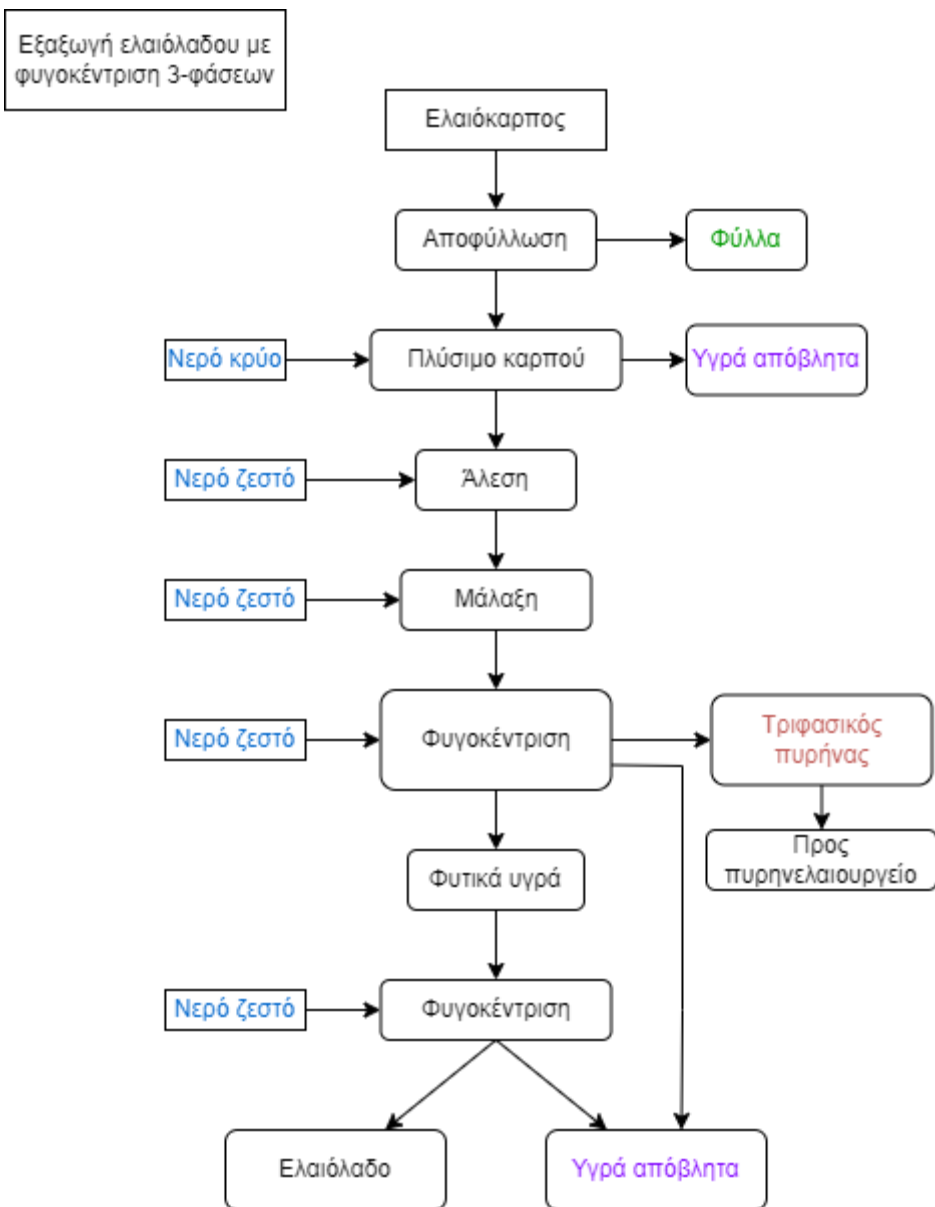 Εξαξωγή ελαιόλαδου με
φυγοκέντριση 3-φάσεων
Ελαιόκαρπος
Αποφύλλωση
Φύλλα
Νερό κρύο
Πλύσιμο καρπού
Υγρά απόβλητα
Νερό ζεστό
Άλεση
Νερό ζεστό
Μάλαξη
Νερό ζεστό
Φυγοκέντριση
Τριφασικός
πυρήνας
Προς
πυρηνελαιουργείο
Φυτικά υγρά
Νερό ζεστό
Φυγοκέντριση
Ελαιόλαδο
Υγρά απόβλητα